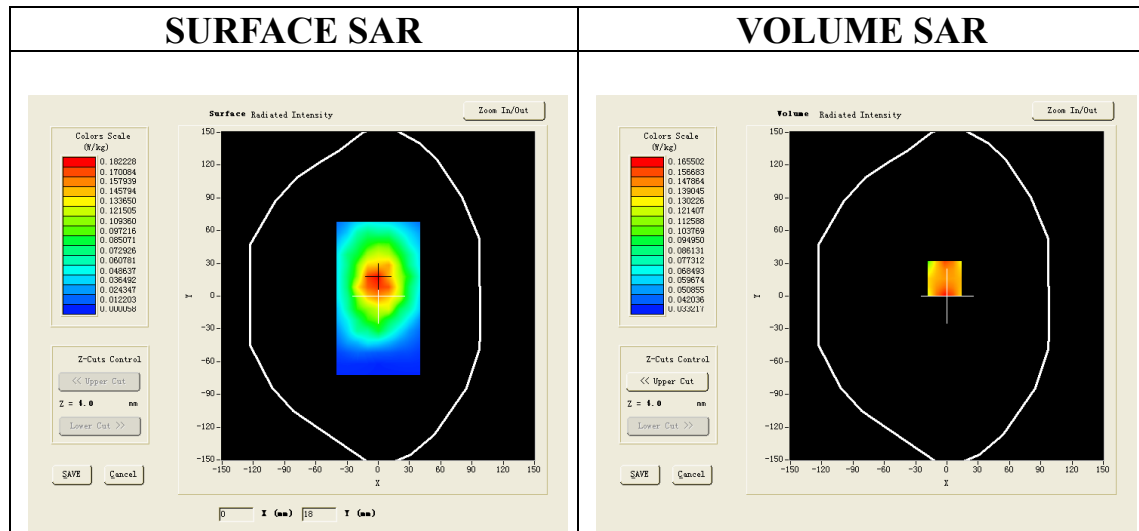 SURFACE SAR
VOLUME SAR
Surface Radiated Intensity
Zoom In/Out
Colors Scale
(W/kg)
0.182228
0.170084
0.157939
0.145794
0.133650
0.121505
0.109360
0.097216
0.085071
0.072926
0.060781
0.048637
0.036492
0.024347
0.012203
0.000058
150
120
90
60
30
0
-30
-60
-90
-120
-150
Y
-150 -120 -90 -60 -30 0 30 60 90 120 150
X
Z-Cuts Control
<< Upper Cut
Z = 4.0 mm
Lower Cut >>
SAVE Cancel
0 X (mm) 18 Y (mm)
Volume Radiated Intensity
Zoom In/Out
Colors Scale
(W/kg)
0.165502
0.156683
0.147864
0.139045
0.130226
0.121407
0.112588
0.103769
0.094950
0.086131
0.077312
0.068493
0.059674
0.050855
0.042036
0.033217
150
120
90
60
30
0
-30
-60
-90
-120
-150
Y
-150 -120 -90 -60 -30 0 30 60 90 120 150
X
Z-Cuts Control
<< Upper Cut
Z = 4.0 mm
Lower Cut >>
SAVE Cancel